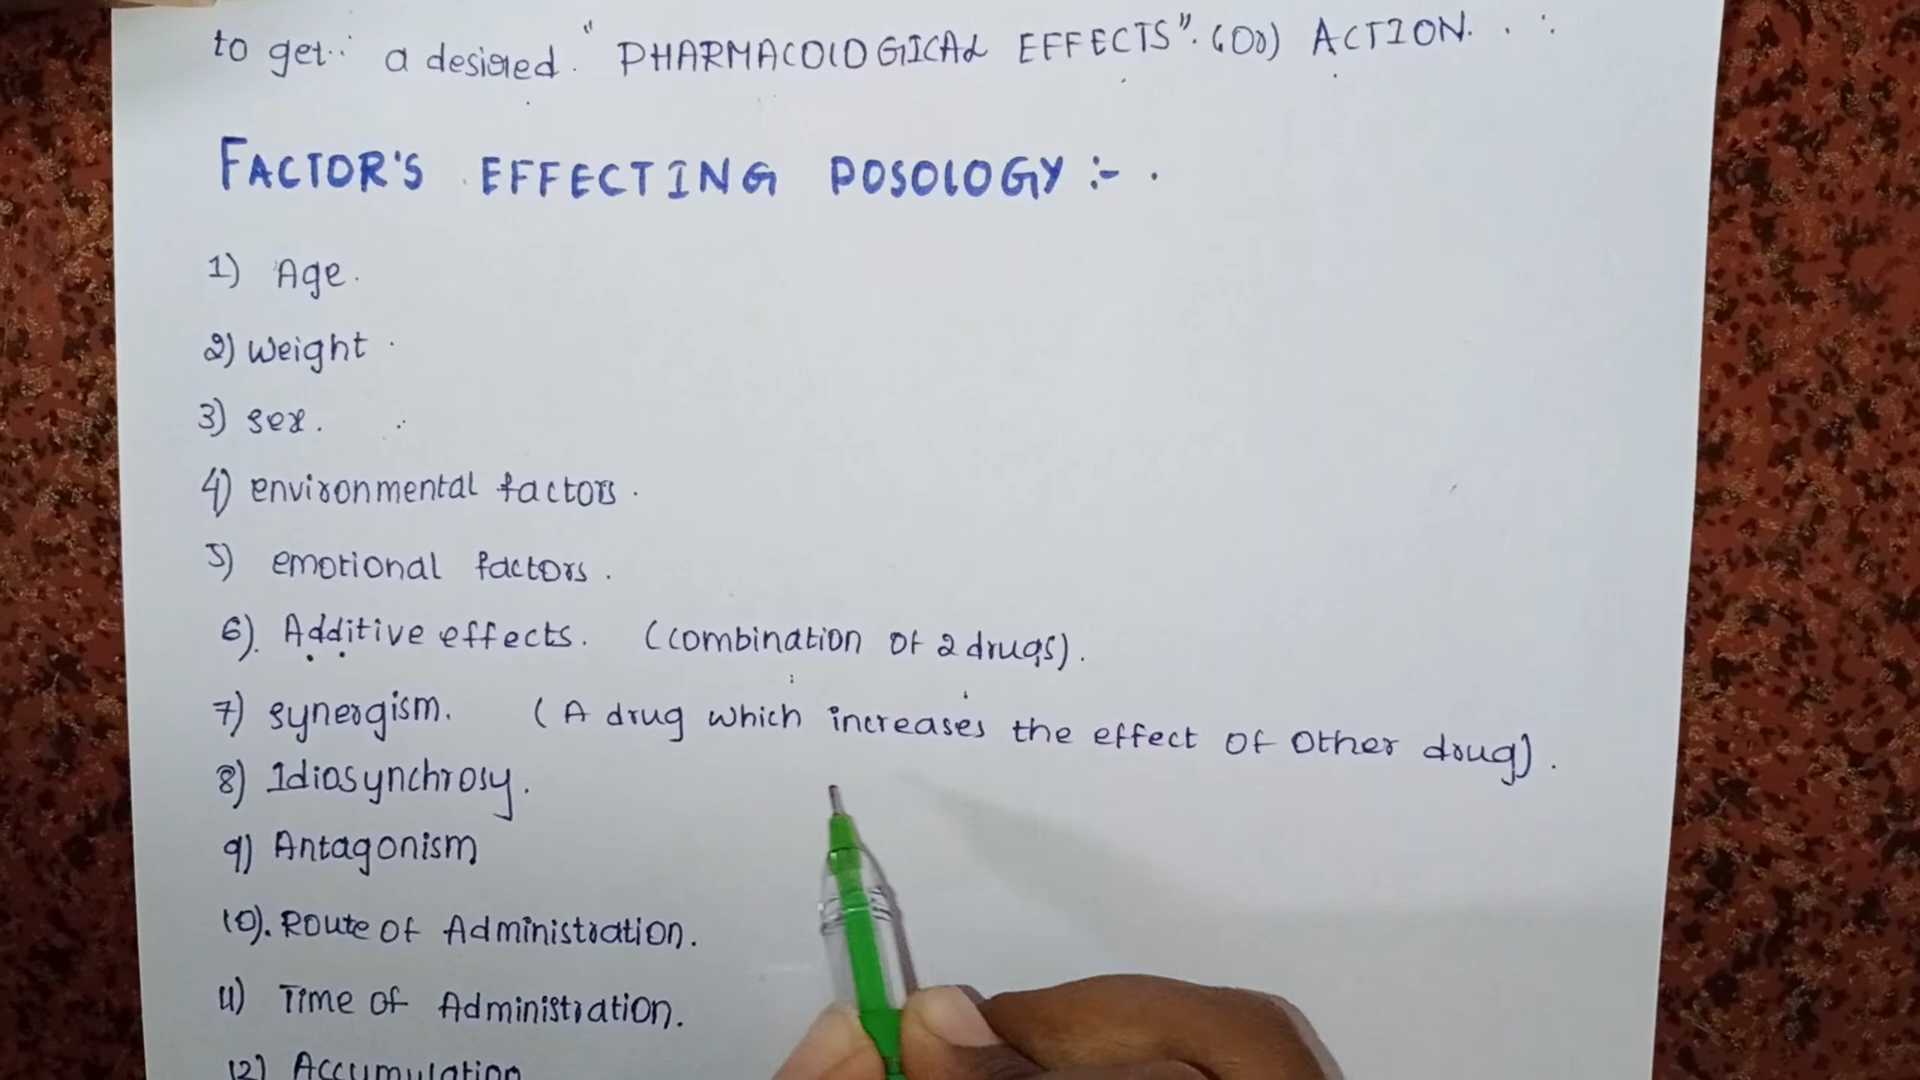 to get a desired "PHARMACOLOGICAL EFFECTS". (Or) ACTION.
FACTOR'S EFFECTING POSOLOGY :-
1) Age.
2) Weight
3) sex.
4) environmental factors.
5) emotional factors.
6). Additive effects. (combination of 2 drugs).
7) synergism. (A drug which increases the effect of other drug).
8) Idiosynchrosy.
9) Antagonism
10). Route of Administration.
11) Time of Administration.
12) Accumulation